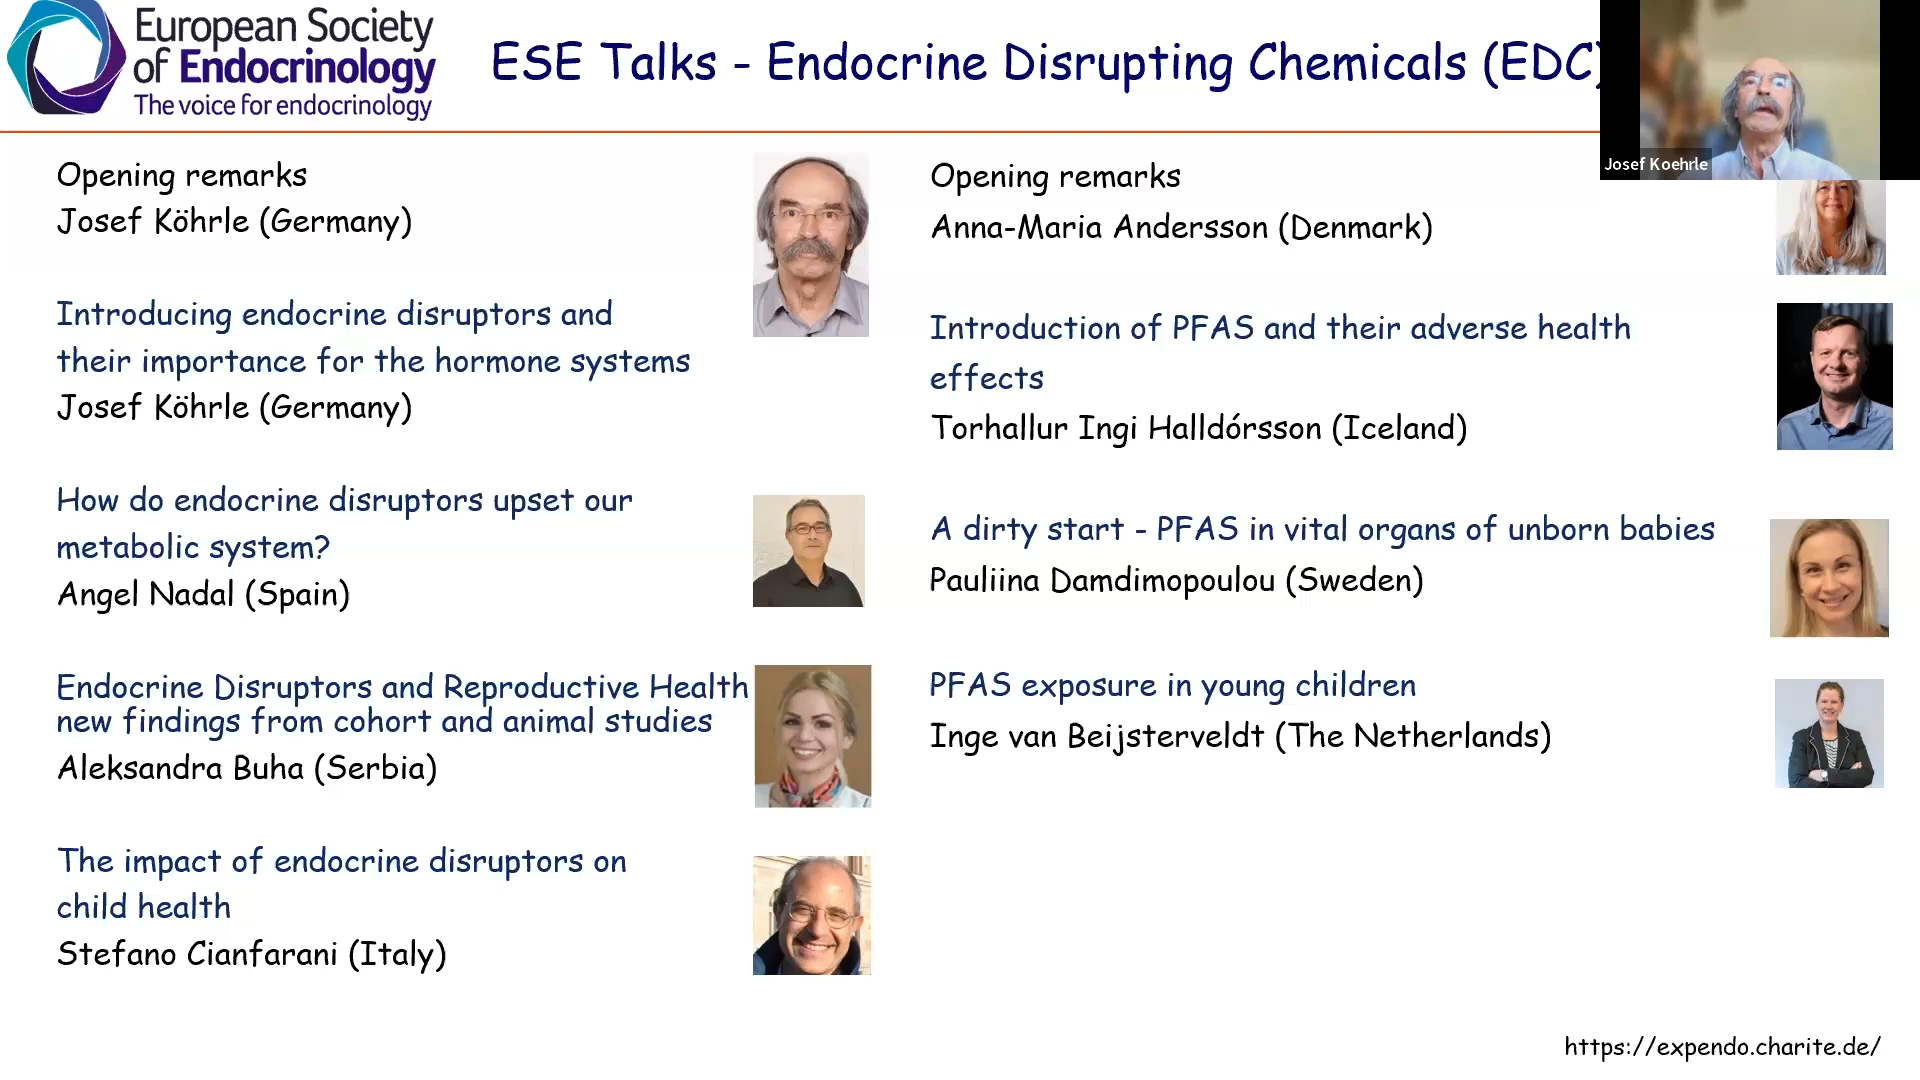 European Society
of Endocrinology
The voice for endocrinology
ESE Talks - Endocrine Disrupting Chemicals (EDC)
Josef Koehrle
Opening remarks
Josef Köhrle (Germany)
Introducing endocrine disruptors and
their importance for the hormone systems
Josef Köhrle (Germany)
How do endocrine disruptors upset our
metabolic system?
Angel Nadal (Spain)
Endocrine Disruptors and Reproductive Health
new findings from cohort and animal studies
Aleksandra Buha (Serbia)
The impact of endocrine disruptors on
child health
Stefano Cianfarani (Italy)
Opening remarks
Anna-Maria Andersson (Denmark)
Introduction of PFAS and their adverse health
effects
Torhallur Ingi Halldórsson (Iceland)
A dirty start - PFAS in vital organs of unborn babies
Pauliina Damdimopoulou (Sweden)
PFAS exposure in young children
Inge van Beijsterveldt (The Netherlands)
https://expendo.charite.de/